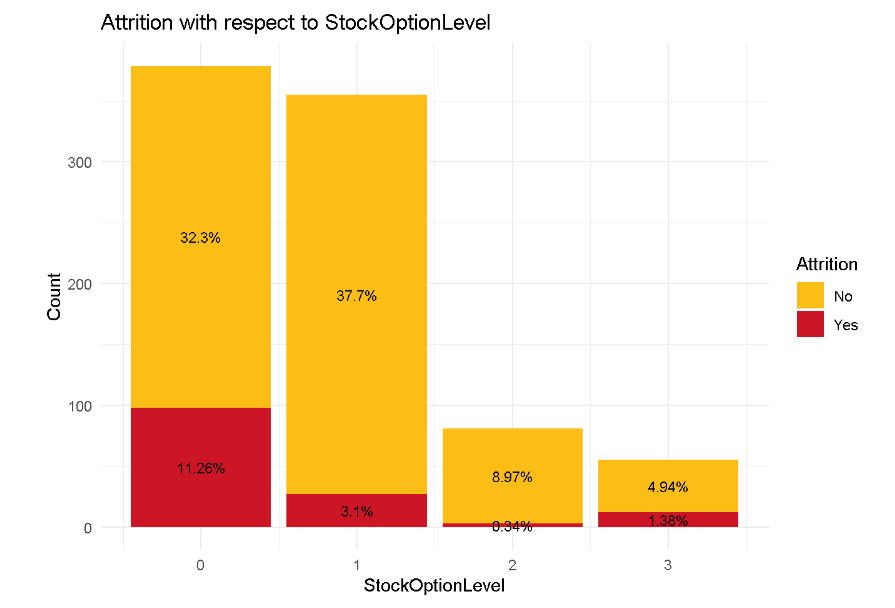 Attrition with respect to StockOptionLevel
300
200
100
0
Count
32.3%
11.26%
37.7%
3.1%
8.97%
0.34%
4.94%
1.38%
0
1
2
3
StockOptionLevel
Attrition
No
Yes